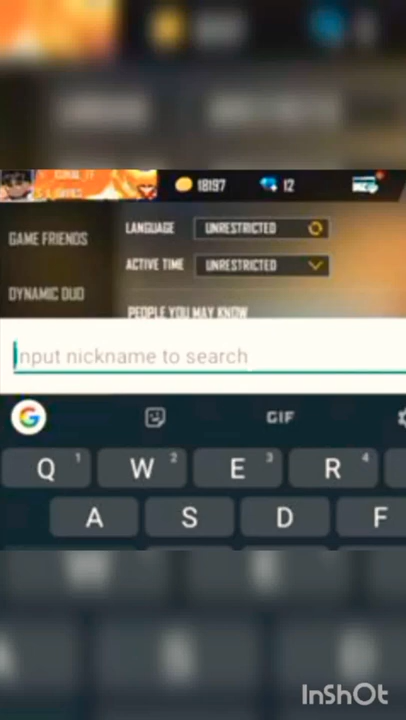 18197 12
LANGUAGE UNRESTRICTED
GAME FRIENDS
ACTIVE TIME UNRESTRICTED
DYNAMIC DUO
PEOPLE YOU MAY KNOW
Input nickname to search
G GIF
Q 1 W 2 E 3 R 4
A S D F
InShOt